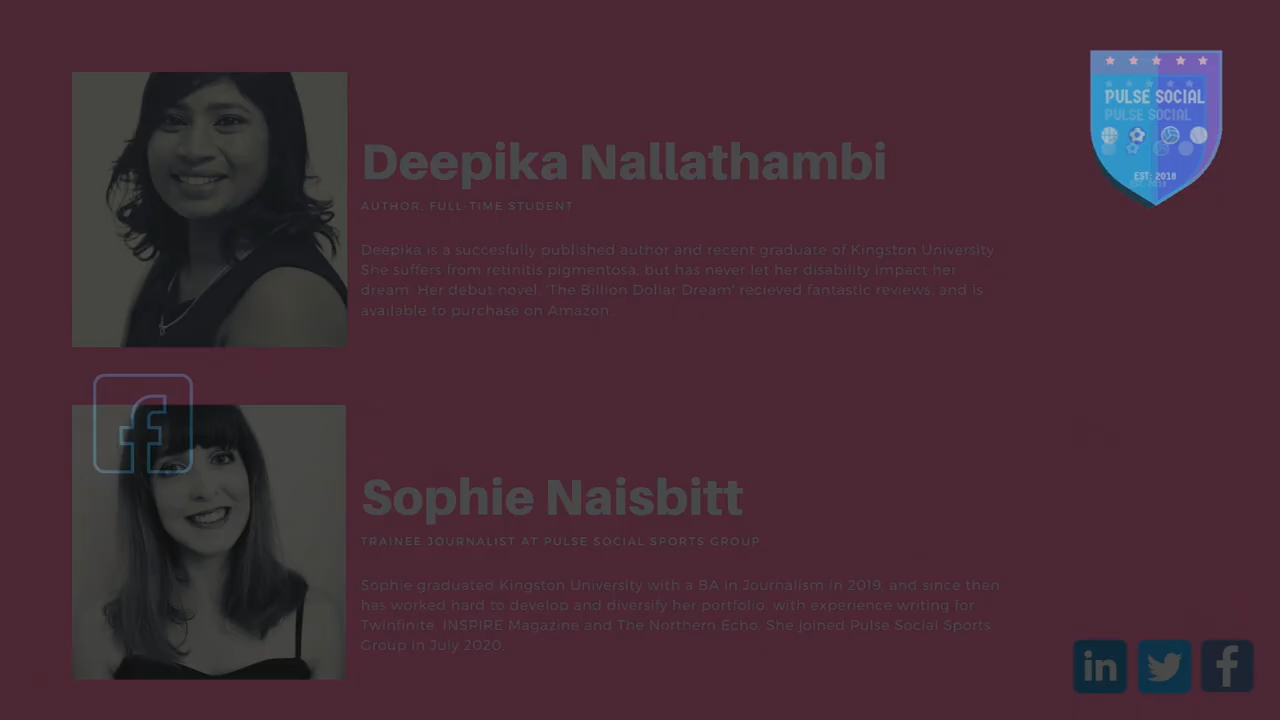 PULSE SOCIAL
PULSE SOCIAL
EST: 2018
Deepika Nallathambi
AUTHOR, FULL-TIME STUDENT
Deepika is a succesfully published author and recent graduate of Kingston University
She suffers from retinitis pigmentosa, but has never let her disability impact her
dream. Her debut novel, 'The Billion Dollar Dream' recieved fantastic reviews, and is
available to purchase on Amazon.
Sophie Naisbitt
TRAINEE JOURNALIST AT PULSE SOCIAL SPORTS GROUP
Sophie graduated Kingston University with a BA in Journalism in 2019, and since then
has worked hard to develop and diversify her portfolio, with experience writing for
Twinfinite, INSPIRE Magazine and The Northern Echo. She joined Pulse Social Sports
Group in July 2020.
in
f
f